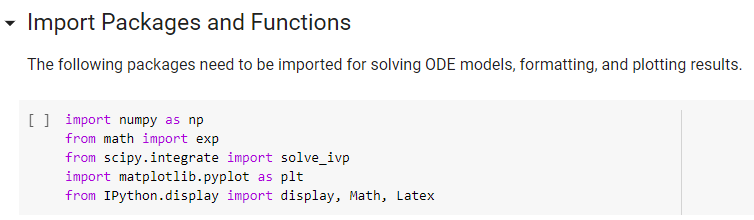 Import Packages and Functions
The following packages need to be imported for solving ODE models, formatting, and plotting results.
[ ] import numpy as np
from math import exp
from scipy.integrate import solve_ivp
import matplotlib.pyplot as plt
from IPython.display import display, Math, Latex